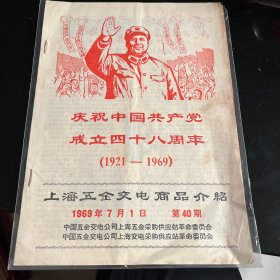 庆祝中国共产党
成立四十八周年
(1921—1969)
上海五金交电商品介绍
1969年7月1日 第40期
中国五金交电公司上海五金采购供应站革命委员会
中国五金交电公司上海交电采购供应站革命委员会